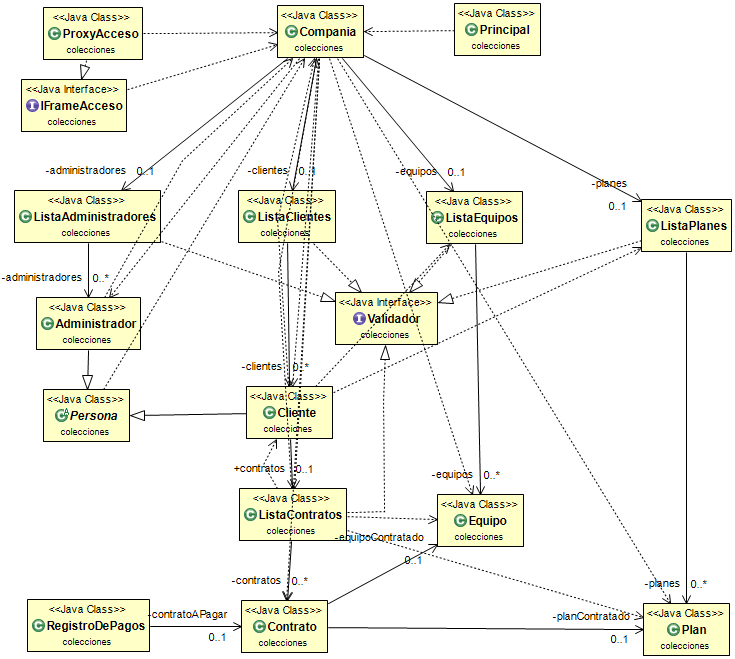 <<Java Class>>
ProxyAcceso
colecciones
<<Java Class>>
Compania
colecciones
<<Java Class>>
Principal
colecciones
<<Java Interface>>
IFrameAcceso
colecciones
-administradores
0..1
-clientes
0..1
-equipos
0..1
-planes
0..1
<<Java Class>>
ListaAdministradores
colecciones
<<Java Class>>
ListaClientes
colecciones
<<Java Class>>
ListaEquipos
colecciones
<<Java Class>>
ListaPlanes
colecciones
-administradores
0..*
<<Java Class>>
Administrador
colecciones
<<Java Interface>>
Validador
colecciones
-clientes
0..*
<<Java Class>>
Persona
colecciones
<<Java Class>>
Cliente
colecciones
+contratos
0..1
-equipos
0..*
<<Java Class>>
ListaContratos
colecciones
<<Java Class>>
Equipo
colecciones
-equipoContratado
0..1
-contratos
0..*
-planes
0..*
<<Java Class>>
RegistroDePagos
colecciones
-contratoAPagar
0..1
<<Java Class>>
Contrato
colecciones
-planContratado
0..1
<<Java Class>>
Plan
colecciones